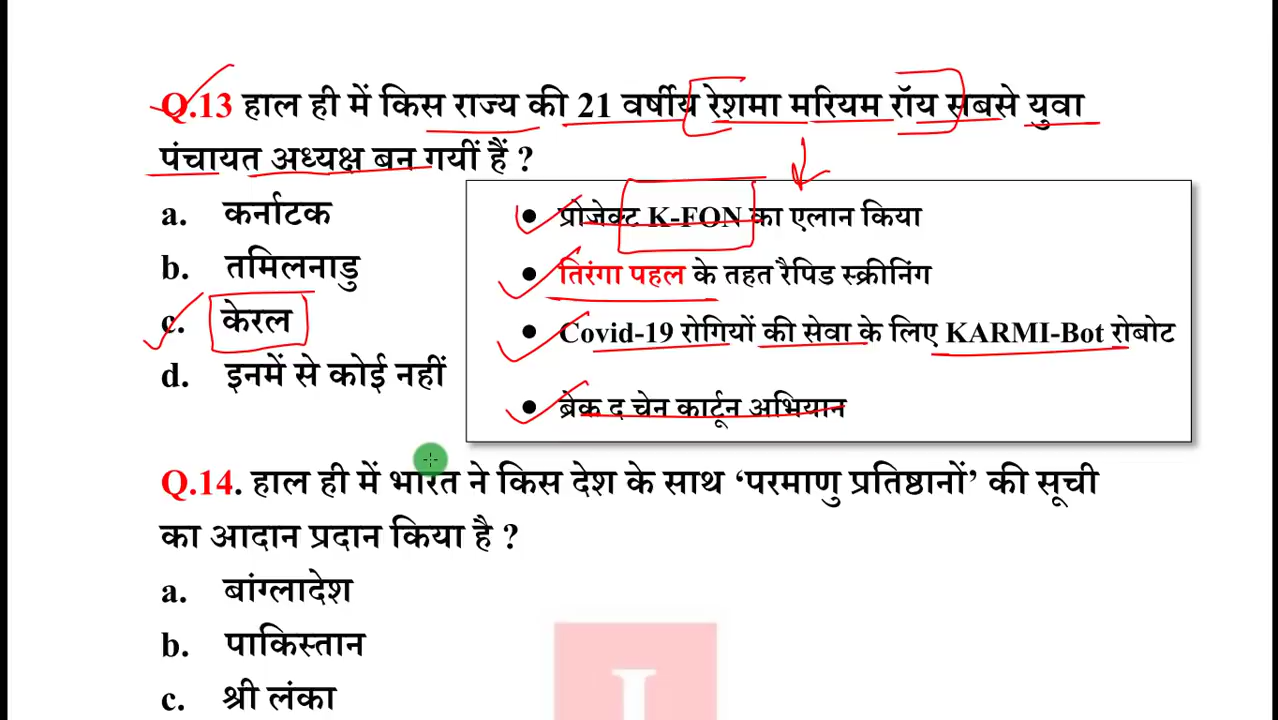 Q.13 हाल ही में किस राज्य की 21 वर्षीय रेशमा मरियम रॉय सबसे युवा
पंचायत अध्यक्ष बन गयीं हैं ?
a. कर्नाटक
b. तमिलनाडु
c. केरल
d. इनमें से कोई नहीं
• प्रोजेक्ट K-FON का एलान किया
• तिरंगा पहल के तहत रैपिड स्क्रीनिंग
• Covid-19 रोगियों की सेवा के लिए KARMI-Bot रोबोट
• ब्रेक द चेन कार्टून अभियान
Q.14. हाल ही में भारत ने किस देश के साथ ‘परमाणु प्रतिष्ठानों’ की सूची
का आदान प्रदान किया है ?
a. बांग्लादेश
b. पाकिस्तान
c. श्री लंका